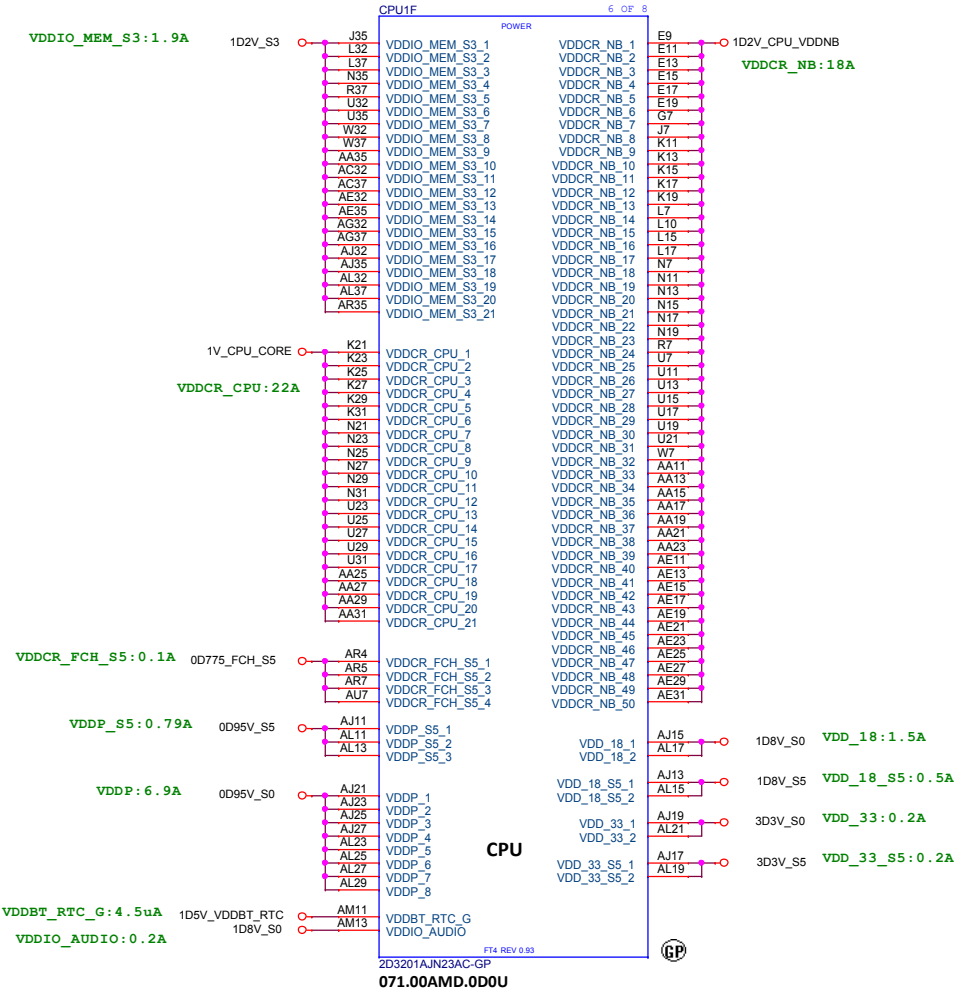 CPU1F 6 OF 8
POWER
VDDIO_MEM_S3:1.9A
1D2V_S3
J35 VDDIO_MEM_S3_1
L32 VDDIO_MEM_S3_2
L37 VDDIO_MEM_S3_3
N35 VDDIO_MEM_S3_4
R37 VDDIO_MEM_S3_5
U32 VDDIO_MEM_S3_6
U35 VDDIO_MEM_S3_7
W32 VDDIO_MEM_S3_8
W37 VDDIO_MEM_S3_9
AA35 VDDIO_MEM_S3_10
AC32 VDDIO_MEM_S3_11
AC37 VDDIO_MEM_S3_12
AE32 VDDIO_MEM_S3_13
AE35 VDDIO_MEM_S3_14
AG32 VDDIO_MEM_S3_15
AG37 VDDIO_MEM_S3_16
AJ32 VDDIO_MEM_S3_17
AJ35 VDDIO_MEM_S3_18
AL32 VDDIO_MEM_S3_19
AL37 VDDIO_MEM_S3_20
AR35 VDDIO_MEM_S3_21
1V_CPU_CORE
VDDCR_CPU:22A
K21 VDDCR_CPU_1
K23 VDDCR_CPU_2
K25 VDDCR_CPU_3
K27 VDDCR_CPU_4
K29 VDDCR_CPU_5
K31 VDDCR_CPU_6
N21 VDDCR_CPU_7
N23 VDDCR_CPU_8
N25 VDDCR_CPU_9
N27 VDDCR_CPU_10
N29 VDDCR_CPU_11
N31 VDDCR_CPU_12
U23 VDDCR_CPU_13
U25 VDDCR_CPU_14
U27 VDDCR_CPU_15
U29 VDDCR_CPU_16
U31 VDDCR_CPU_17
AA25 VDDCR_CPU_18
AA27 VDDCR_CPU_19
AA29 VDDCR_CPU_20
AA31 VDDCR_CPU_21
VDDCR_FCH_S5:0.1A
0D775_FCH_S5
AR4 VDDCR_FCH_S5_1
AR5 VDDCR_FCH_S5_2
AR7 VDDCR_FCH_S5_3
AU7 VDDCR_FCH_S5_4
VDDP_S5:0.79A
0D95V_S5
AJ11 VDDP_S5_1
AL11 VDDP_S5_2
AL13 VDDP_S5_3
VDDP:6.9A
0D95V_S0
AJ21 VDDP_1
AJ23 VDDP_2
AJ25 VDDP_3
AJ27 VDDP_4
AL23 VDDP_5
AL25 VDDP_6
AL27 VDDP_7
AL29 VDDP_8
VDDBT_RTC_G:4.5uA
1D5V_VDDBT_RTC
AM11 VDDBT_RTC_G
1D8V_S0
AM13 VDDIO_AUDIO
VDDIO_AUDIO:0.2A
VDDCR_NB_1 E9
1D2V_CPU_VDDNB
VDDCR_NB:18A
VDDCR_NB_2 E11
VDDCR_NB_3 E13
VDDCR_NB_4 E15
VDDCR_NB_5 E17
VDDCR_NB_6 E19
VDDCR_NB_7 G7
VDDCR_NB_8 J7
VDDCR_NB_9 K11
VDDCR_NB_10 K13
VDDCR_NB_11 K15
VDDCR_NB_12 K17
VDDCR_NB_13 K19
VDDCR_NB_14 L7
VDDCR_NB_15 L10
VDDCR_NB_16 L15
VDDCR_NB_17 L17
VDDCR_NB_18 N7
VDDCR_NB_19 N11
VDDCR_NB_20 N13
VDDCR_NB_21 N15
VDDCR_NB_22 N17
VDDCR_NB_23 N19
VDDCR_NB_24 R7
VDDCR_NB_25 U7
VDDCR_NB_26 U11
VDDCR_NB_27 U13
VDDCR_NB_28 U15
VDDCR_NB_29 U17
VDDCR_NB_30 U19
VDDCR_NB_31 U21
VDDCR_NB_32 W7
VDDCR_NB_33 AA11
VDDCR_NB_34 AA13
VDDCR_NB_35 AA15
VDDCR_NB_36 AA17
VDDCR_NB_37 AA19
VDDCR_NB_38 AA21
VDDCR_NB_39 AA23
VDDCR_NB_40 AE11
VDDCR_NB_41 AE13
VDDCR_NB_42 AE15
VDDCR_NB_43 AE17
VDDCR_NB_44 AE19
VDDCR_NB_45 AE21
VDDCR_NB_46 AE23
VDDCR_NB_47 AE25
VDDCR_NB_48 AE27
VDDCR_NB_49 AE29
VDDCR_NB_50 AE31
VDD_18_1 AJ15
VDD_18_2 AL17
1D8V_S0 VDD_18:1.5A
VDD_18_S5_1 AJ13
VDD_18_S5_2 AL15
1D8V_S5 VDD_18_S5:0.5A
VDD_33_1 AJ19
VDD_33_2 AL21
3D3V_S0 VDD_33:0.2A
VDD_33_S5_1 AJ17
VDD_33_S5_2 AL19
3D3V_S5 VDD_33_S5:0.2A
CPU
FT4 REV 0.93
GP
2D3201AJN23AC-GP
071.00AMD.0D0U